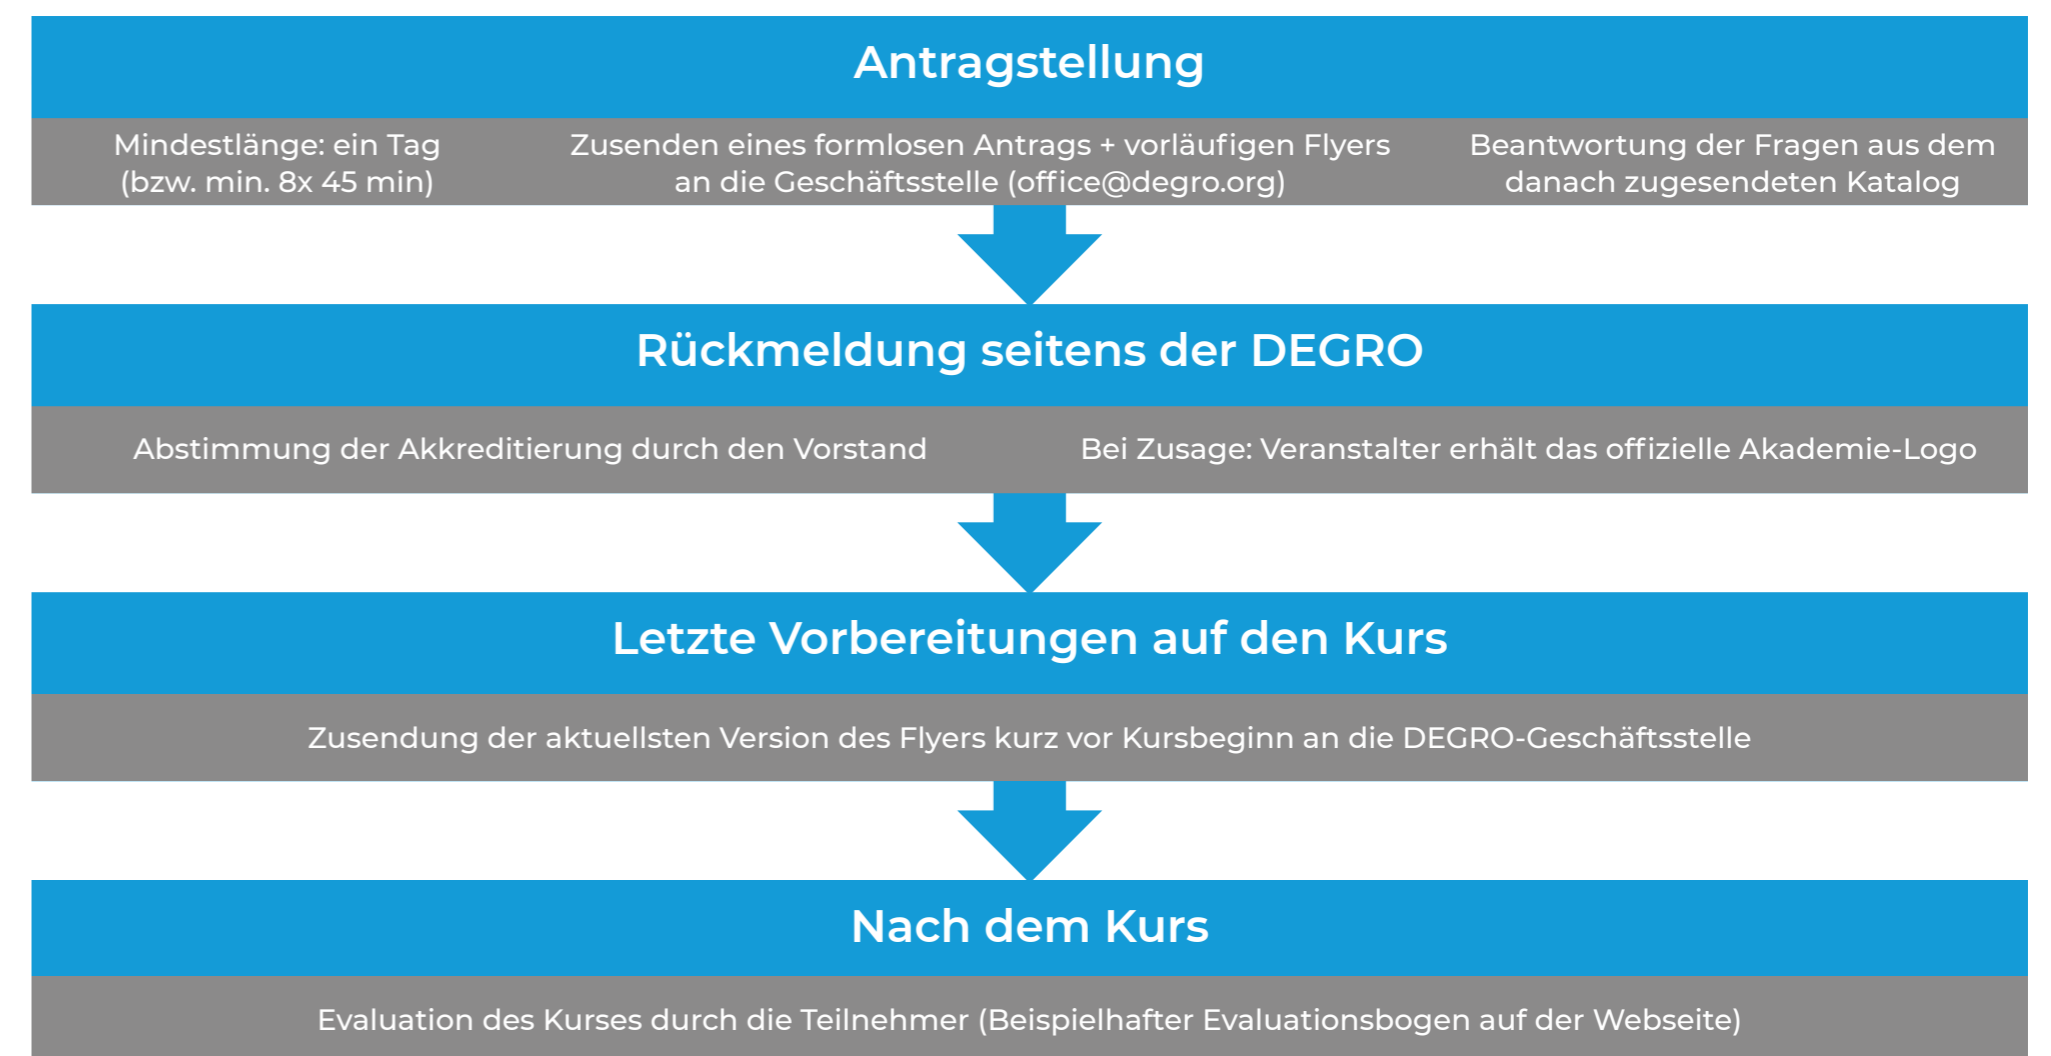 Antragstellung
Mindestlänge: ein Tag
(bzw. min. 8x 45 min)
Zusenden eines formlosen Antrags + vorläufigen Flyers
an die Geschäftsstelle (office@degro.org)
Beantwortung der Fragen aus dem
danach zugesendeten Katalog
Rückmeldung seitens der DEGRO
Abstimmung der Akkreditierung durch den Vorstand
Bei Zusage: Veranstalter erhält das offizielle Akademie-Logo
Letzte Vorbereitungen auf den Kurs
Zusendung der aktuellsten Version des Flyers kurz vor Kursbeginn an die DEGRO-Geschäftsstelle
Nach dem Kurs
Evaluation des Kurses durch die Teilnehmer (Beispielhafter Evaluationsbogen auf der Webseite)